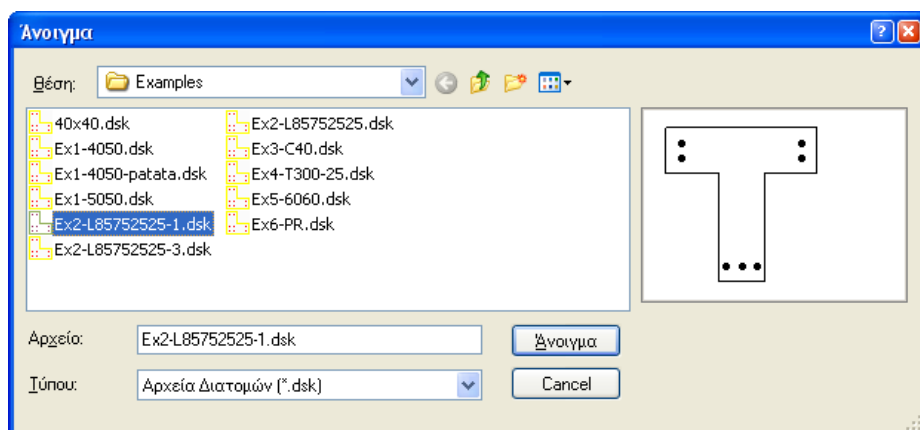 Άνοιγμα
Θέση: Examples
40x40.dsk
Ex1-4050.dsk
Ex1-4050-patata.dsk
Ex1-5050.dsk
Ex2-L85752525-1.dsk
Ex2-L85752525-3.dsk
Ex2-L85752525.dsk
Ex3-C40.dsk
Ex4-T300-25.dsk
Ex5-6060.dsk
Ex6-PR.dsk
Αρχείο: Ex2-L85752525-1.dsk Άνοιγμα
Τύπου: Αρχεία Διατομών (*.dsk) Cancel